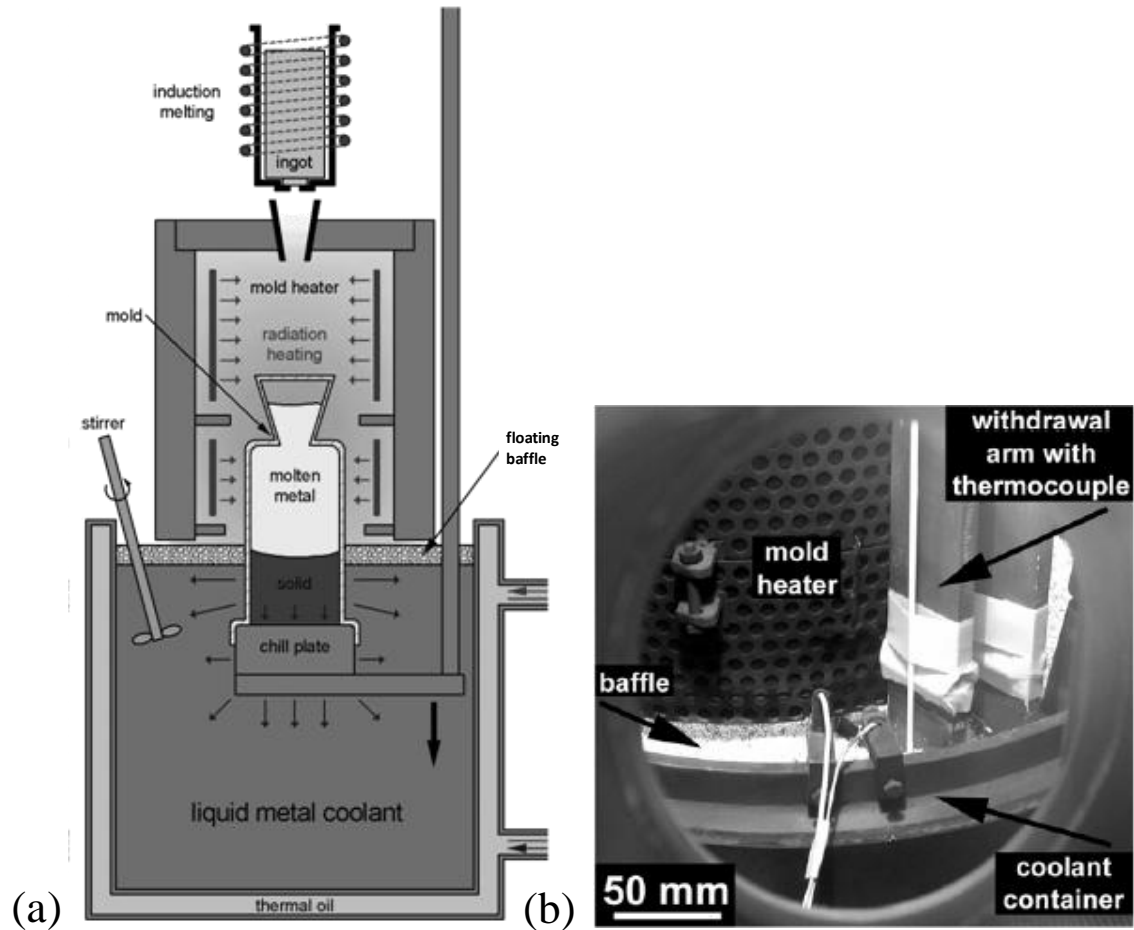 induction
melting
ingot
mold heater
mold
radiation
heating
stirrer
floating
baffle
molten
metal
solid
chill plate
liquid metal coolant
thermal oil
(a)
withdrawal
arm with
thermocouple
mold
heater
baffle
50 mm
coolant
container
(b)